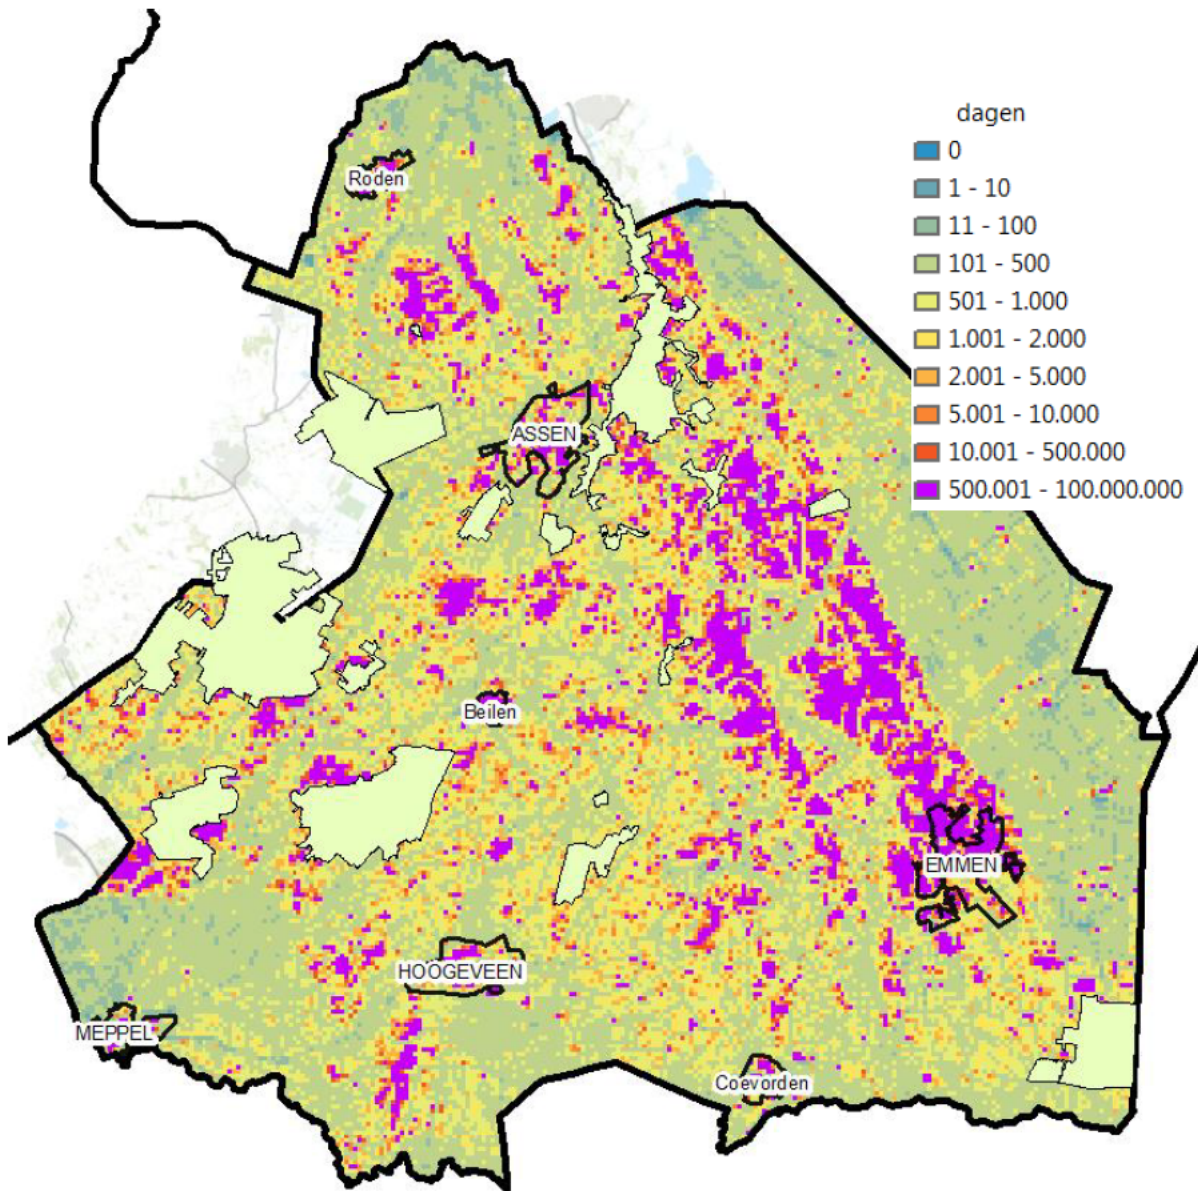 dagen
0
1 - 10
11 - 100
101 - 500
501 - 1.000
1.001 - 2.000
2.001 - 5.000
5.001 - 10.000
10.001 - 500.000
500.001 - 100.000.000
Roden
ASSEN
Beilen
EMMEN
HOOGEVEEN
MEPPEL
Coevorden